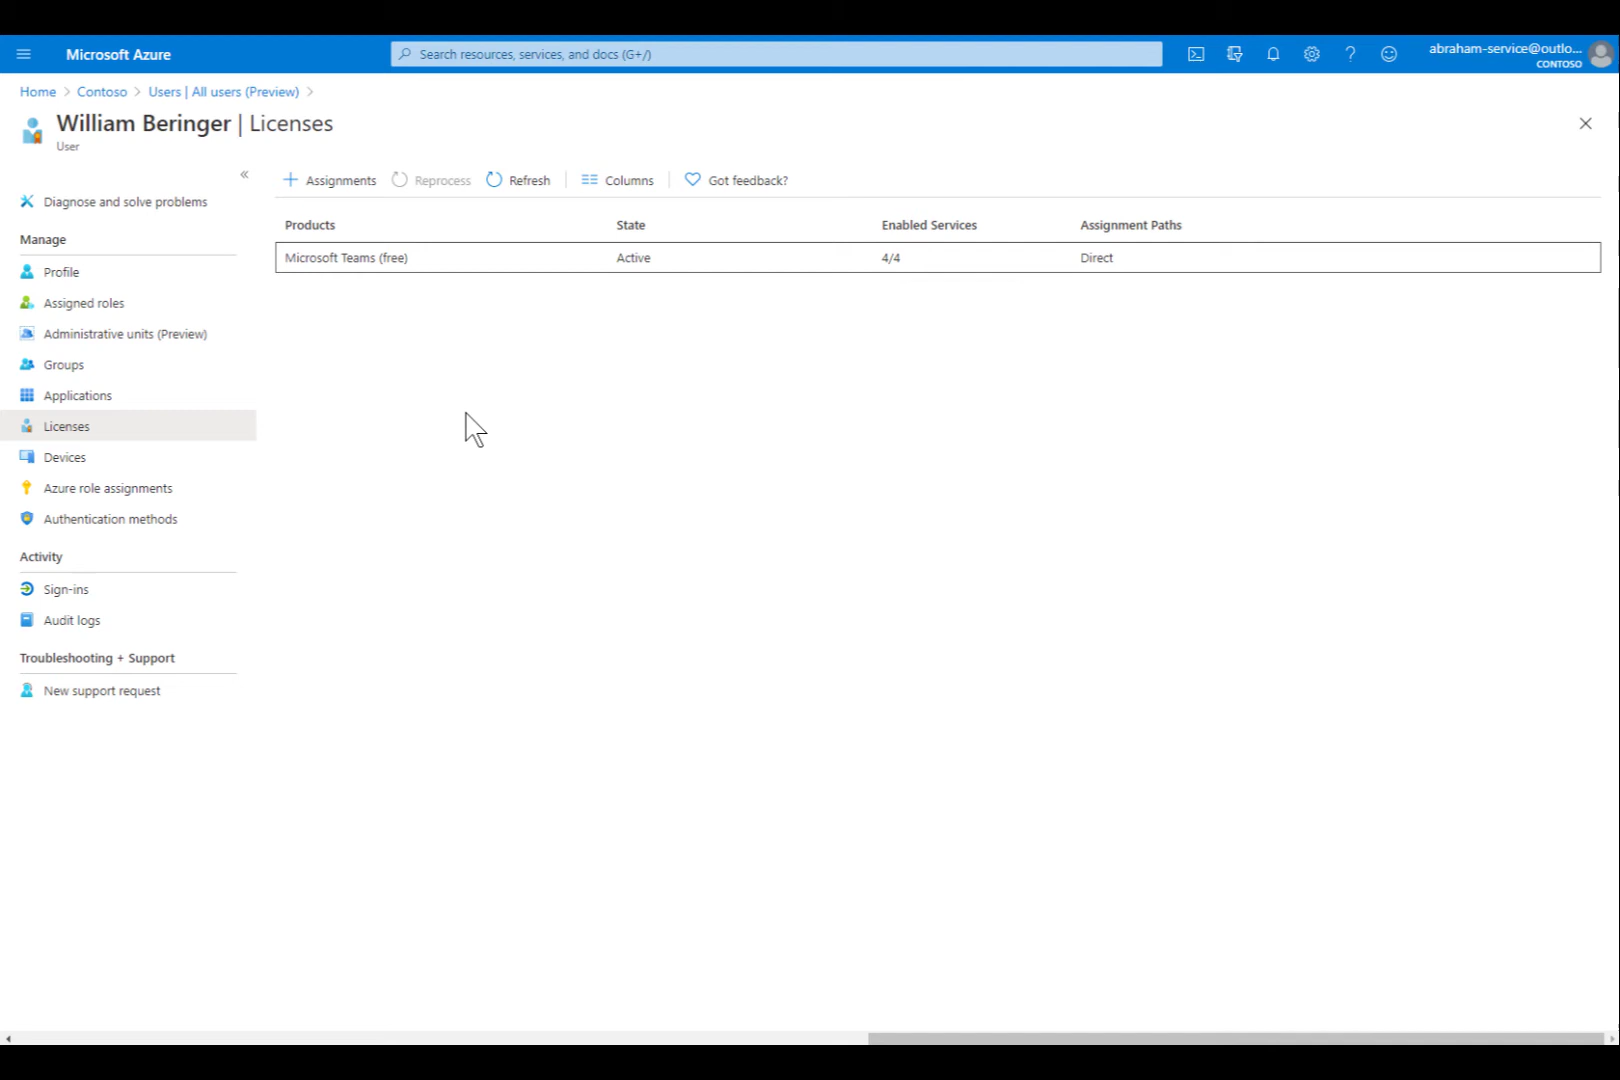 Microsoft Azure
Search resources, services, and docs (G+/)
abraham-service@outlo...
CONTOSO
Home > Contoso > Users | All users (Preview) >
William Beringer | Licenses
User
Diagnose and solve problems
Manage
Profile
Assigned roles
Administrative units (Preview)
Groups
Applications
Licenses
Devices
Azure role assignments
Authentication methods
Activity
Sign-ins
Audit logs
Troubleshooting + Support
New support request
Assignments Reprocess Refresh Columns Got feedback?
Products State Enabled Services Assignment Paths
Microsoft Teams (free) Active 4/4 Direct